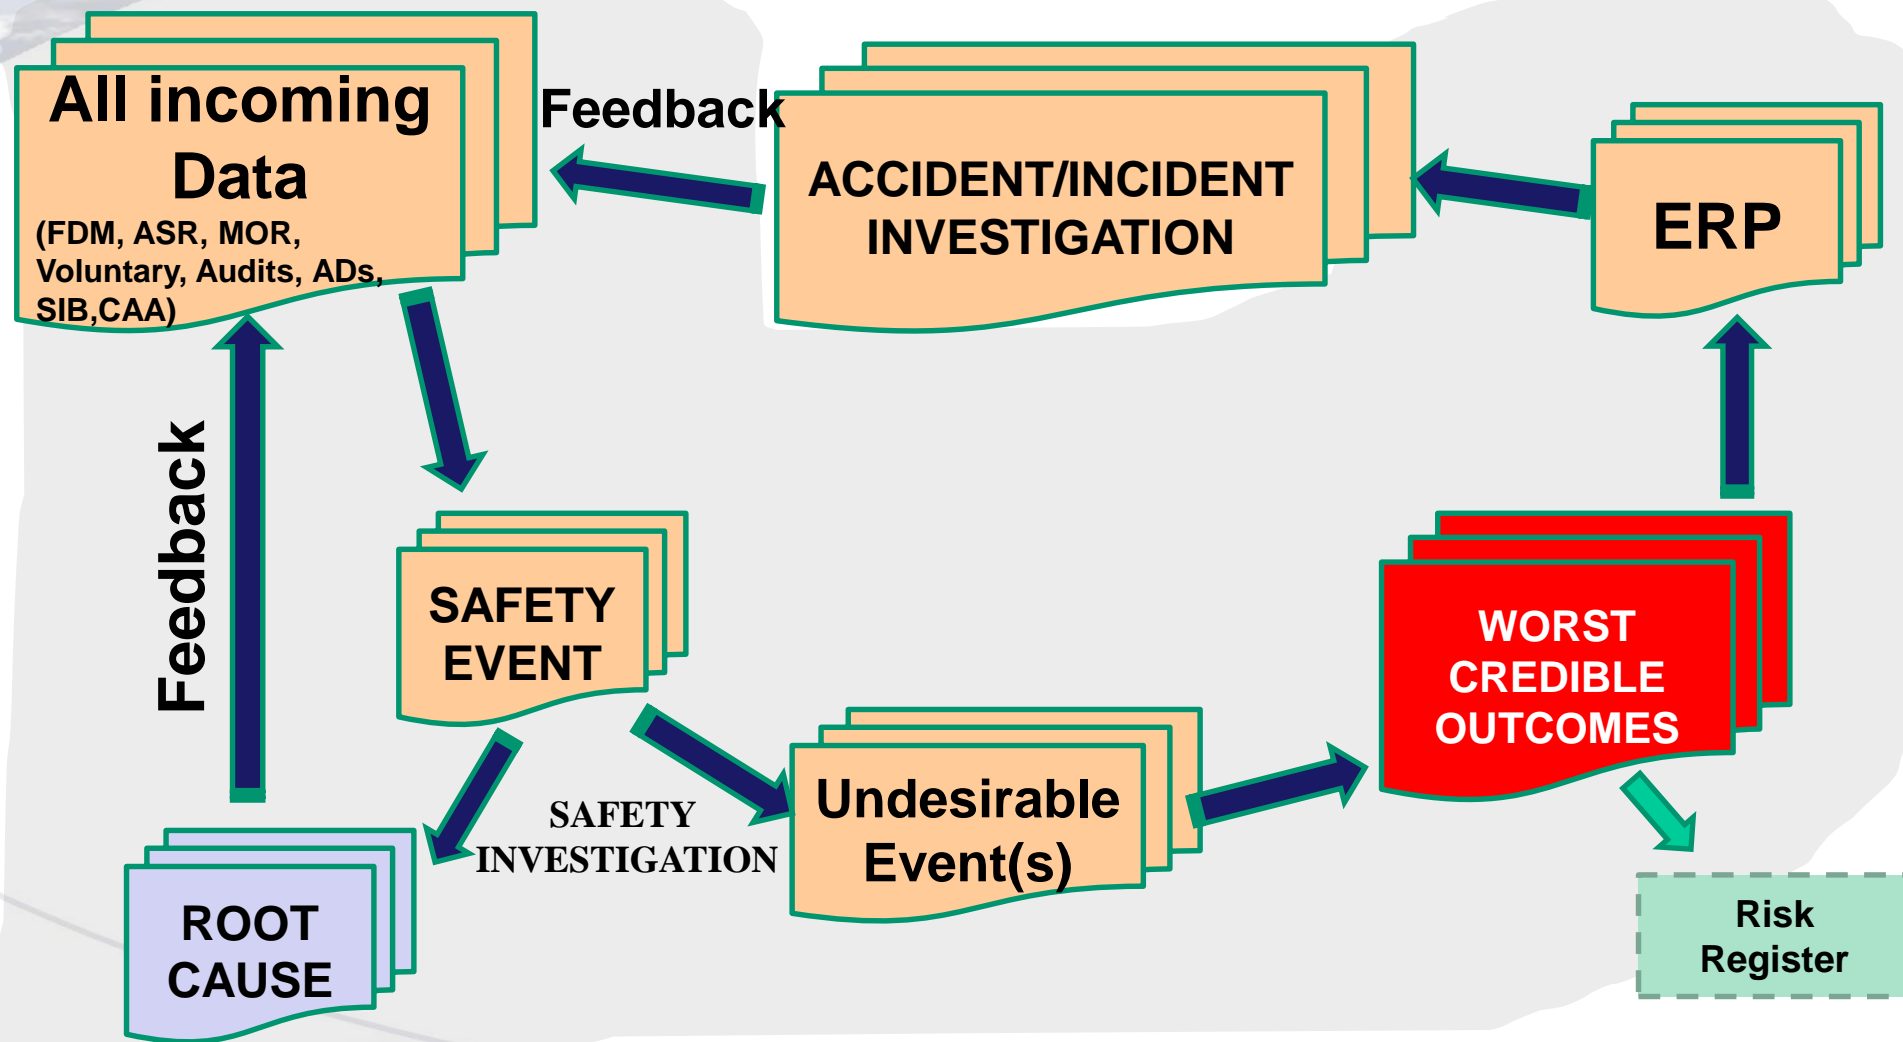 All incoming
Data
(FDM, ASR, MOR,
Voluntary, Audits, ADs,
SIB,CAA)
Feedback
ACCIDENT/INCIDENT
INVESTIGATION
ERP
Feedback
SAFETY
EVENT
WORST
CREDIBLE
OUTCOMES
SAFETY
INVESTIGATION
Undesirable
Event(s)
ROOT
CAUSE
Risk
Register